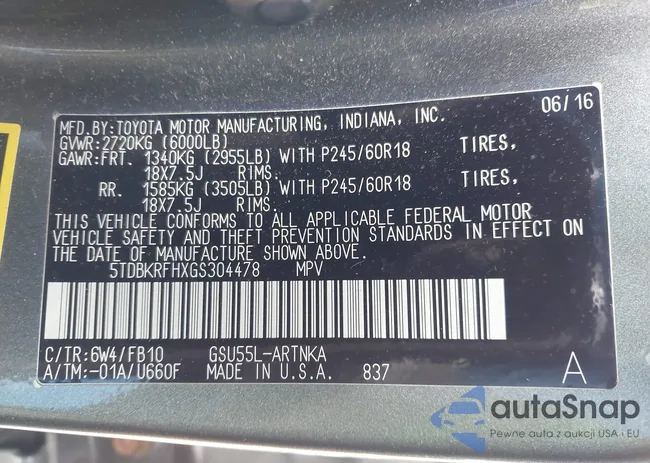 06/16
MFD.BY:TOYOTA MOTOR MANUFACTURING, INDIANA, INC.
GVWR:2720KG (6000LB)
GAWR:FRT. 1340KG (2955LB) WITH P245/60R18 TIRES,
18X7.5J RIMS.
RR. 1585KG (3505LB) WITH P245/60R18 TIRES,
18X7.5J RIMS.
THIS VEHICLE CONFORMS TO ALL APPLICABLE FEDERAL MOTOR
VEHICLE SAFETY AND THEFT PREVENTION STANDARDS IN EFFECT ON
THE DATE OF MANUFACTURE SHOWN ABOVE.
5TDBKRFHXGS304478 MPV
C/TR:6W4/FB10 GSU55L-ARTNKA
A/TM:-01A/U660F MADE IN U.S.A. 837 A
autaSnap
Pewne auta z aukcji USA i EU